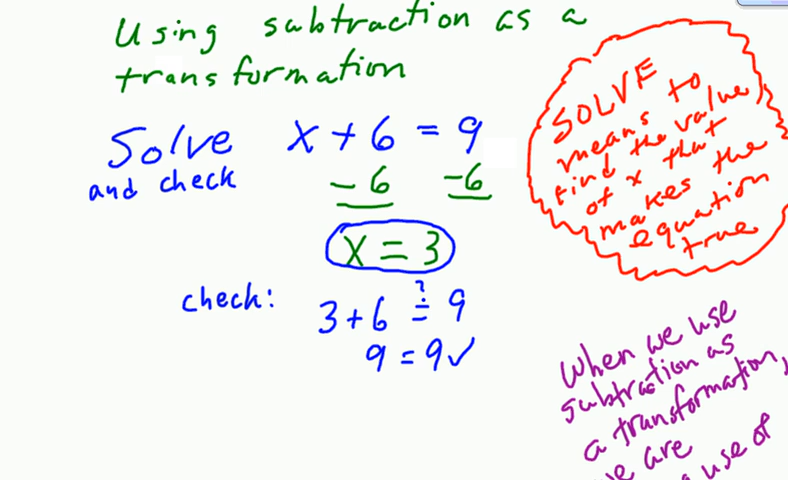 Using subtraction as a
transformation
Solve x + 6 = 9
and check -6 -6
x = 3
check: 3 + 6 ≟ 9
9 = 9 ✓
SOLVE
means to
find the value
of x that
makes the
equation
true
When we use
subtraction as
a transformation,
we are
use of